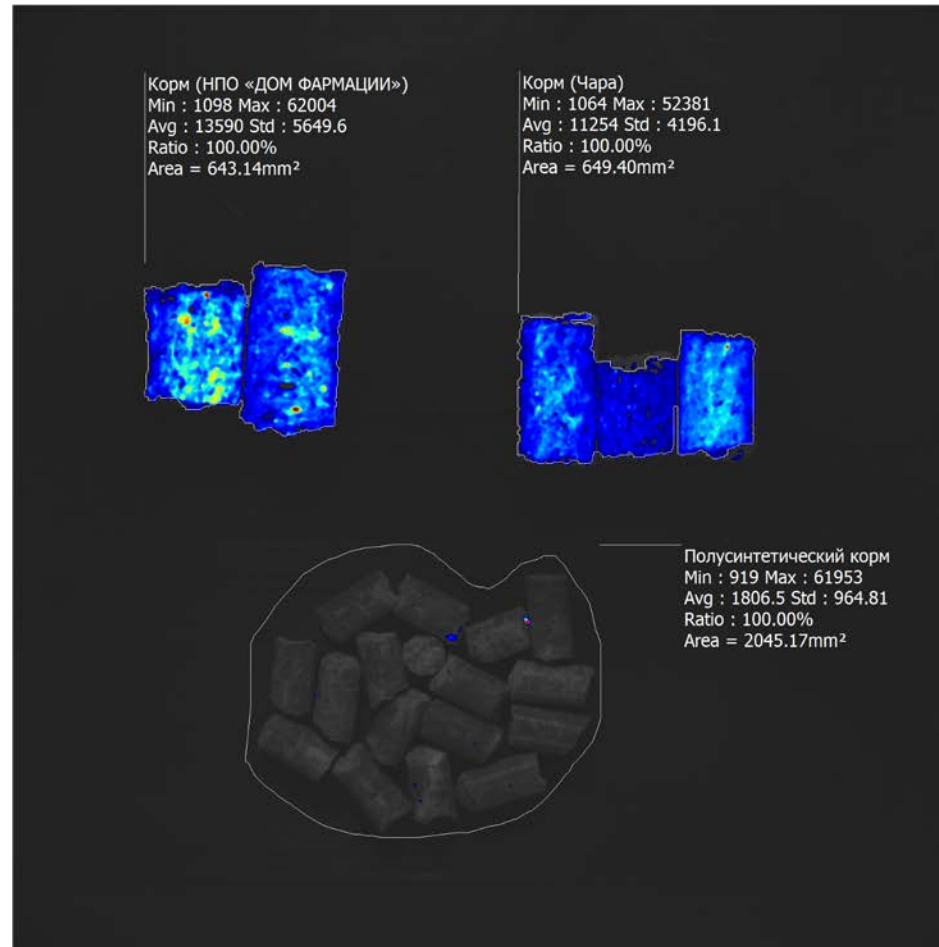 Корм (НПО «ДОМ ФАРМАЦИИ»)
Min : 1098 Max : 62004
Avg : 13590 Std : 5649.6
Ratio : 100.00%
Area = 643.14mm²
Корм (Чара)
Min : 1064 Max : 52381
Avg : 11254 Std : 4196.1
Ratio : 100.00%
Area = 649.40mm²
Полусинтетический корм
Min : 919 Max : 61953
Avg : 1806.5 Std : 964.81
Ratio : 100.00%
Area = 2045.17mm²